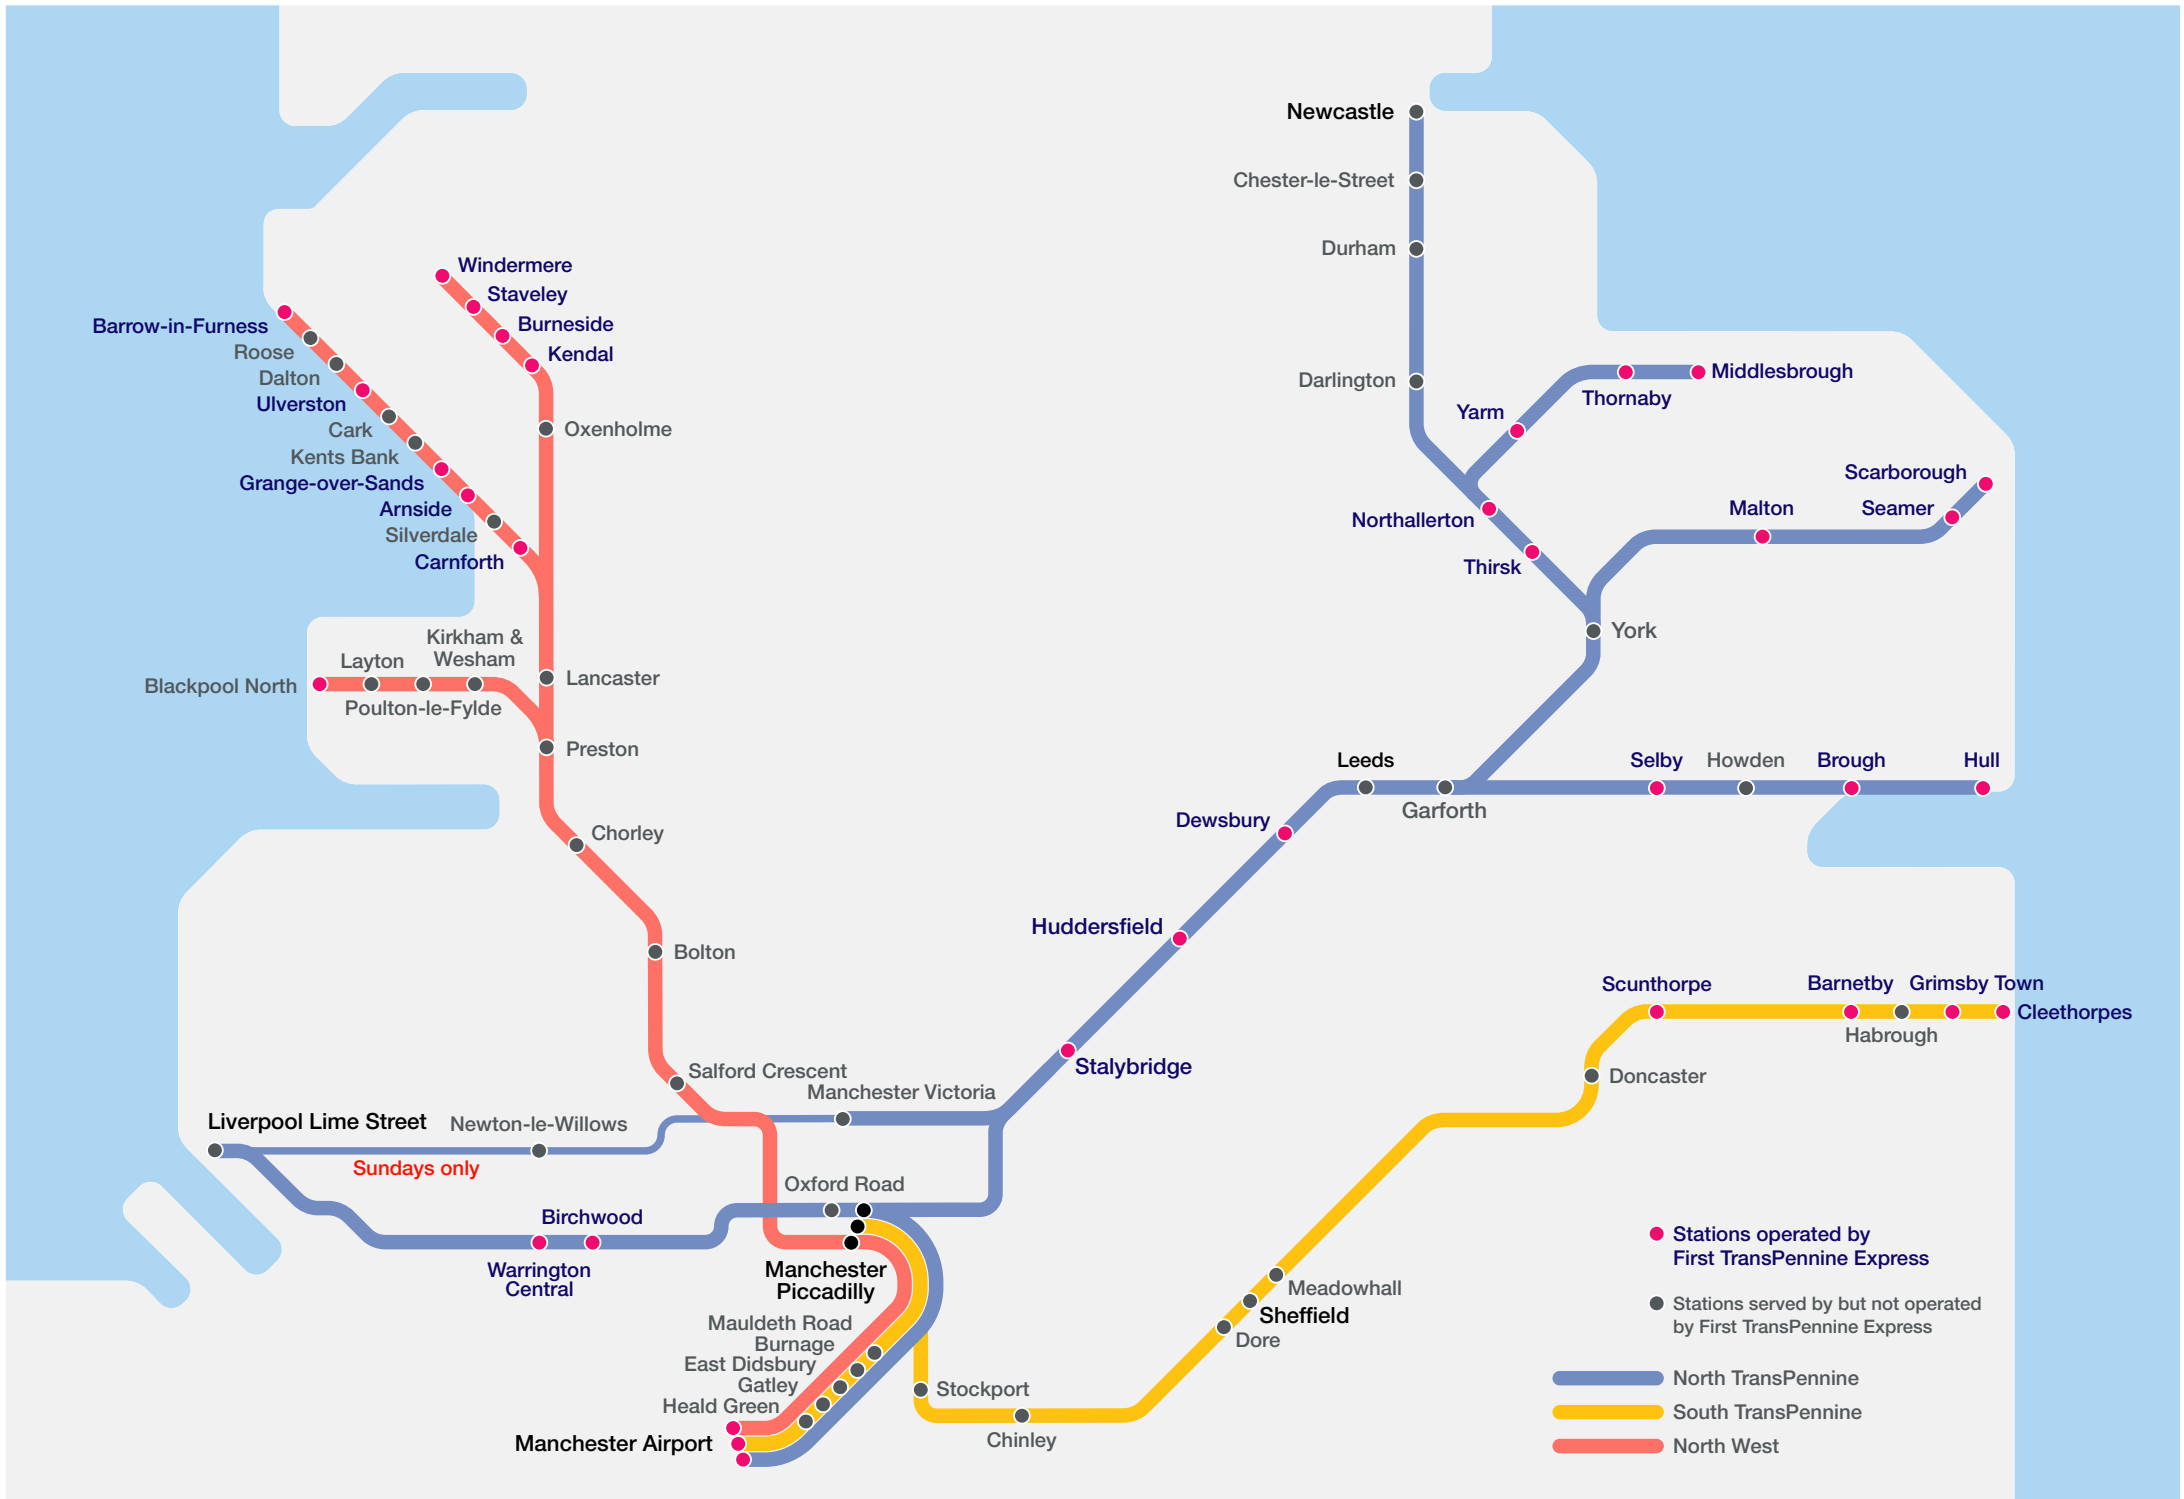 Newcastle
Chester-le-Street
Durham
Darlington
Windermere
Staveley
Burneside
Kendal
Oxenholme
Barrow-in-Furness
Roose
Dalton
Ulverston
Cark
Kents Bank
Grange-over-Sands
Arnside
Silverdale
Carnforth
Middlesbrough
Thornaby
Yarm
Northallerton
Thirsk
Scarborough
Seamer
Malton
York
Kirkham &
Wesham
Layton
Blackpool North
Poulton-le-Fylde
Lancaster
Preston
Chorley
Bolton
Salford Crescent
Manchester Victoria
Leeds
Garforth
Selby
Howden
Brough
Hull
Dewsbury
Huddersfield
Stalybridge
Scunthorpe
Barnetby
Grimsby Town
Cleethorpes
Habrough
Doncaster
Liverpool Lime Street
Newton-le-Willows
Sundays only
Oxford Road
Birchwood
Warrington
Central
Manchester
Piccadilly
Mauldeth Road
Burnage
East Didsbury
Gatley
Heald Green
Manchester Airport
Stockport
Chinley
Meadowhall
Sheffield
Dore
Stations operated by
First TransPennine Express
Stations served by but not operated
by First TransPennine Express
North TransPennine
South TransPennine
North West